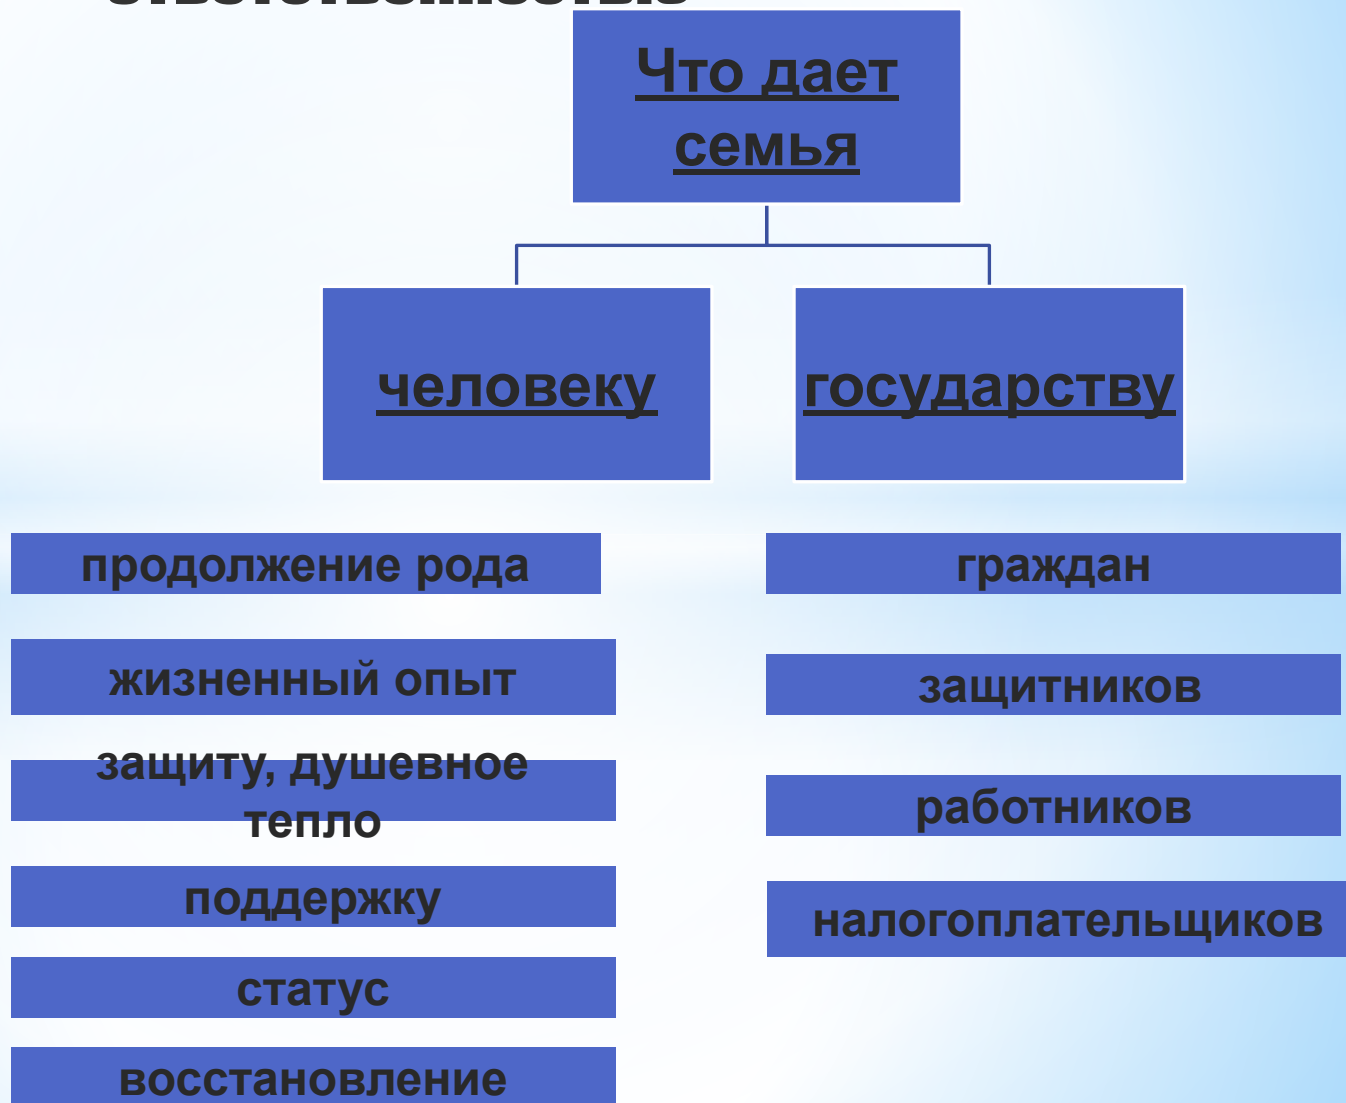 Что дает
семья
человеку
государству
продолжение рода
жизненный опыт
защиту, душевное
тепло
поддержку
статус
восстановление
граждан
защитников
работников
налогоплательщиков